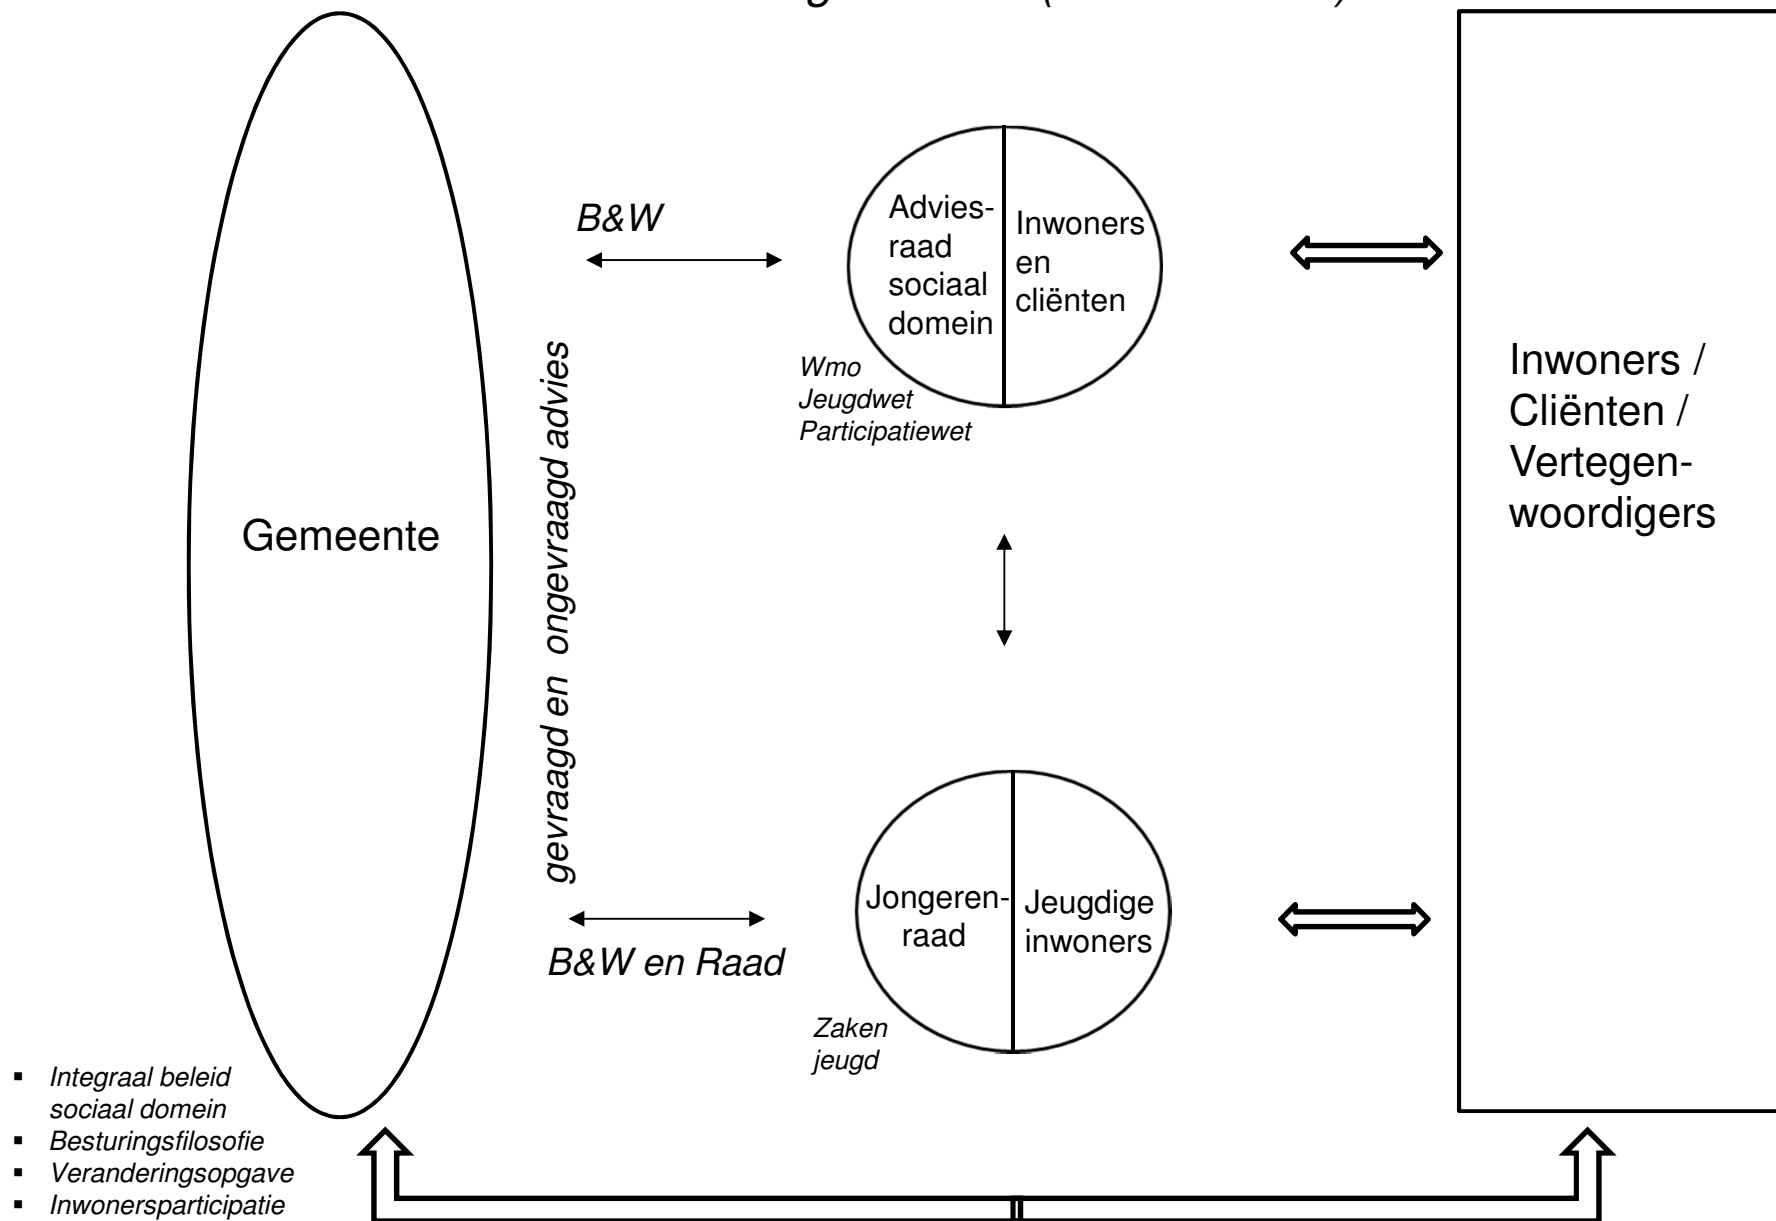 B&W
Advies-
raad
sociaal
domein
Inwoners
en
cliënten
Wmo
Jeugdwet
Participatiewet
gevraagd en ongevraagd advies
Gemeente
Inwoners /
Cliënten /
Vertegen-
woordigers
B&W en Raad
Jongeren-
raad
Jeugdige
inwoners
Zaken
jeugd
▪ Integraal beleid
sociaal domein
▪ Besturingsfilosofie
▪ Veranderingsopgave
▪ Inwonersparticipatie